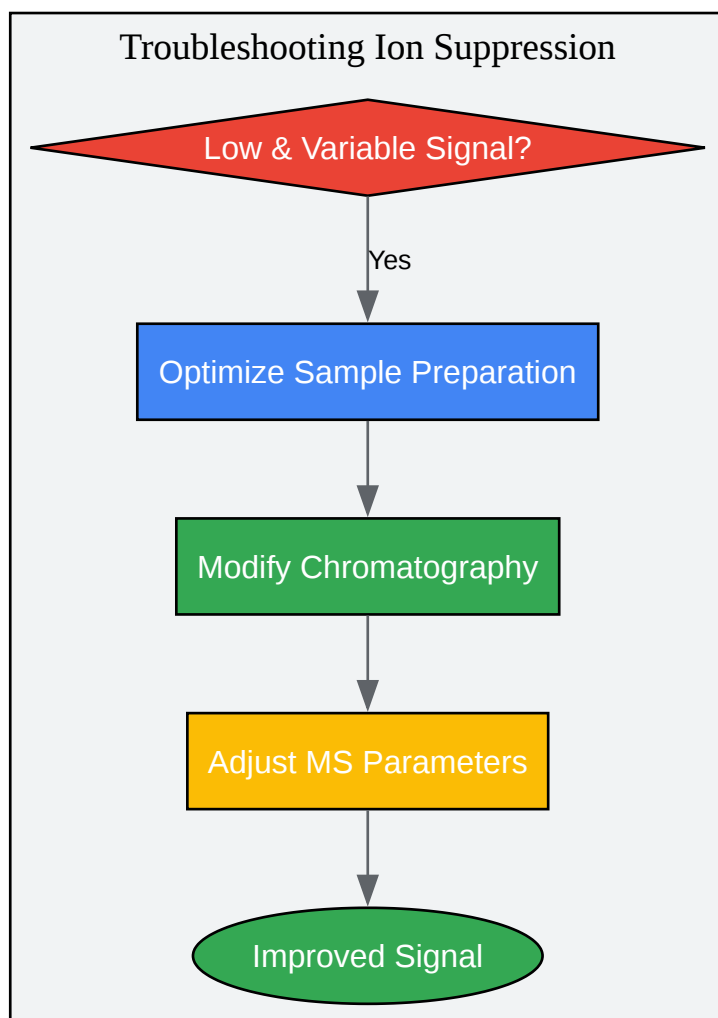 Troubleshooting Ion Suppression
Low & Variable Signal?
Yes
Optimize Sample Preparation
Modify Chromatography
Adjust MS Parameters
Improved Signal